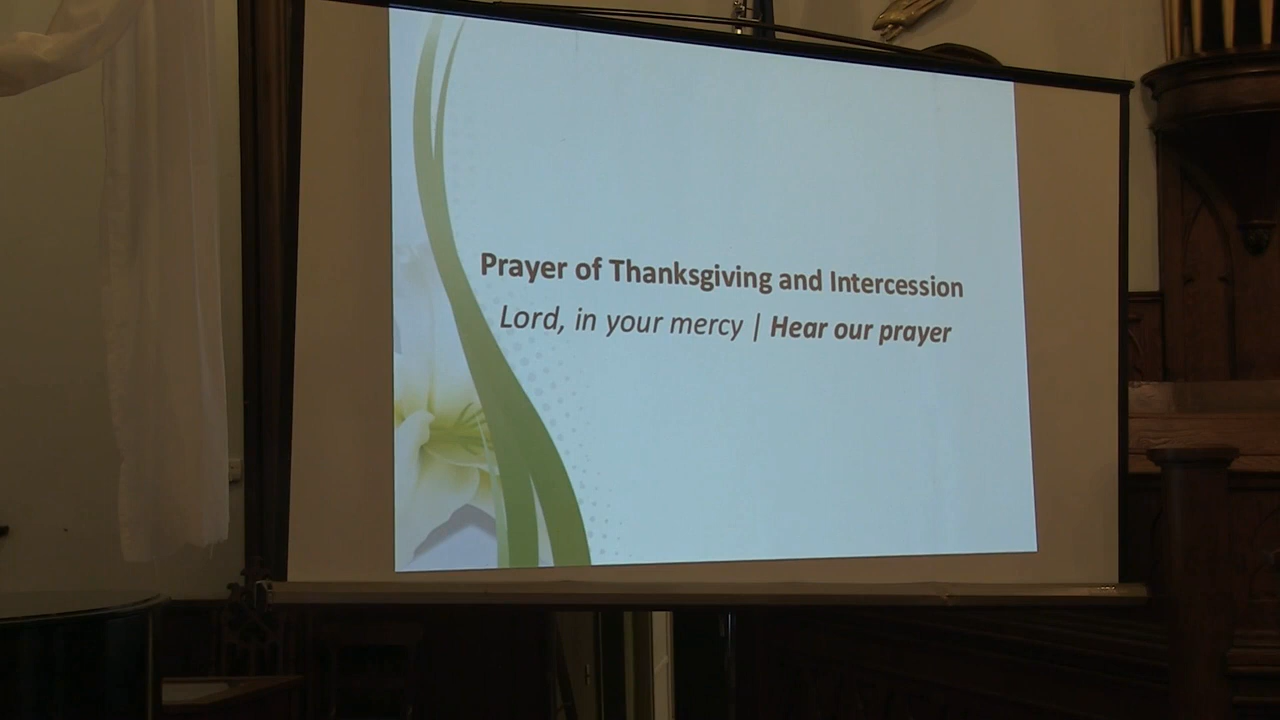 Prayer of Thanksgiving and Intercession
Lord, in your mercy | Hear our prayer